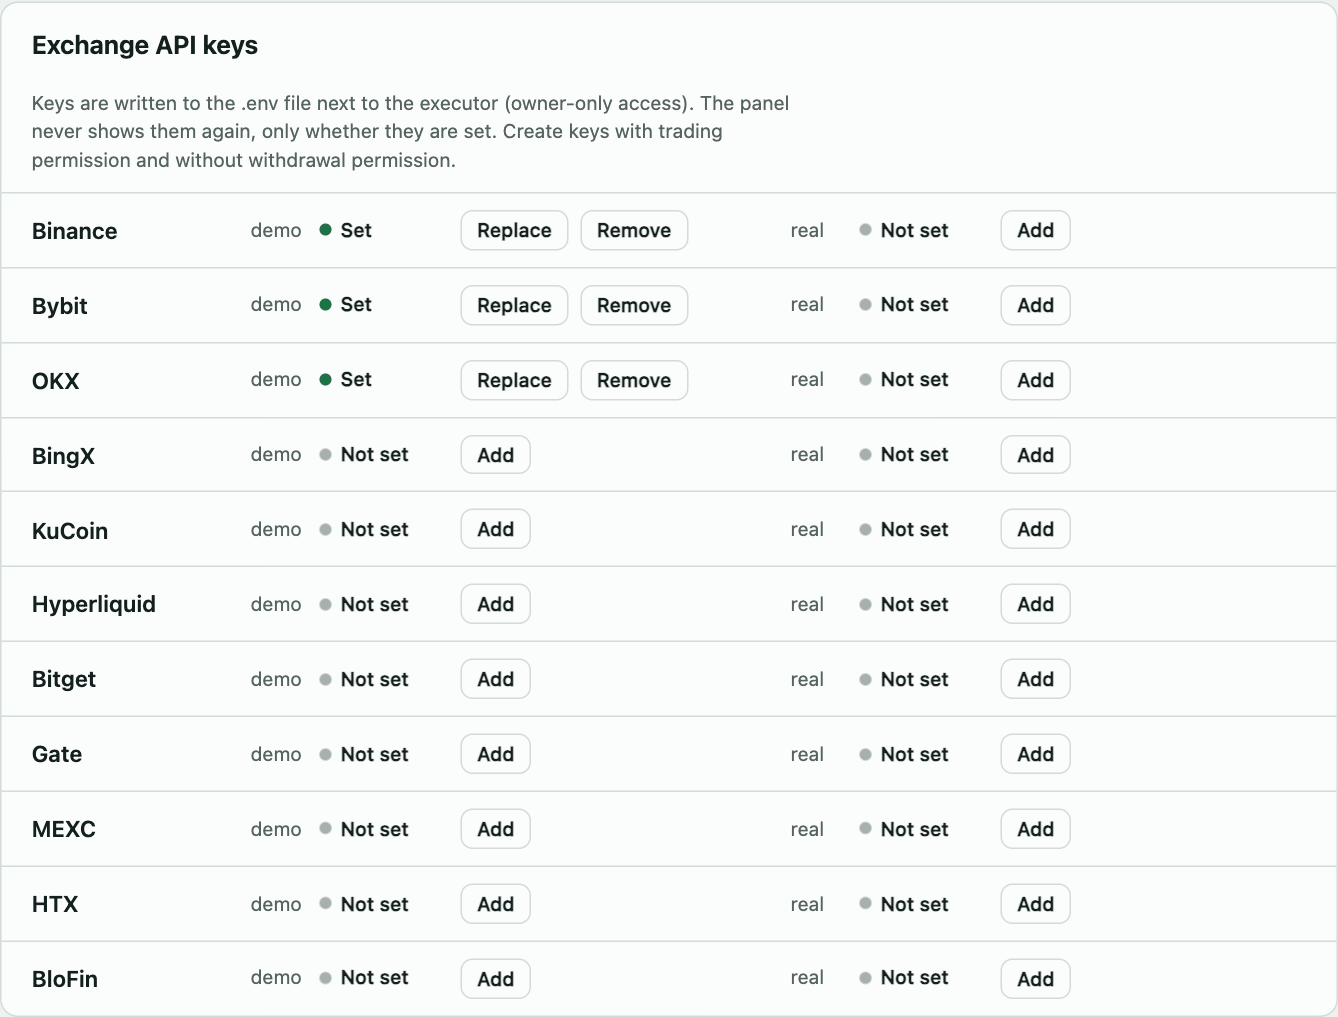 Exchange API keys
Keys are written to the .env file next to the executor (owner-only access). The panel
never shows them again, only whether they are set. Create keys with trading
permission and without withdrawal permission.
Binance demo Set Replace Remove real Not set Add
Bybit demo Set Replace Remove real Not set Add
OKX demo Set Replace Remove real Not set Add
BingX demo Not set Add real Not set Add
KuCoin demo Not set Add real Not set Add
Hyperliquid demo Not set Add real Not set Add
Bitget demo Not set Add real Not set Add
Gate demo Not set Add real Not set Add
MEXC demo Not set Add real Not set Add
HTX demo Not set Add real Not set Add
BloFin demo Not set Add real Not set Add